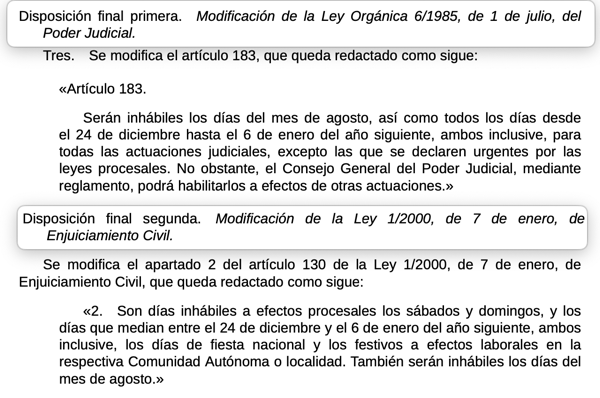 Disposición final primera. Modificación de la Ley Orgánica 6/1985, de 1 de julio, del
Poder Judicial.
Tres. Se modifica el artículo 183, que queda redactado como sigue:
«Artículo 183.
Serán inhábiles los días del mes de agosto, así como todos los días desde
el 24 de diciembre hasta el 6 de enero del año siguiente, ambos inclusive, para
todas las actuaciones judiciales, excepto las que se declaren urgentes por las
leyes procesales. No obstante, el Consejo General del Poder Judicial, mediante
reglamento, podrá habilitarlos a efectos de otras actuaciones.»
Disposición final segunda. Modificación de la Ley 1/2000, de 7 de enero, de
Enjuiciamiento Civil.
Se modifica el apartado 2 del artículo 130 de la Ley 1/2000, de 7 de enero, de
Enjuiciamiento Civil, que queda redactado como sigue:
«2. Son días inhábiles a efectos procesales los sábados y domingos, y los
días que median entre el 24 de diciembre y el 6 de enero del año siguiente, ambos
inclusive, los días de fiesta nacional y los festivos a efectos laborales en la
respectiva Comunidad Autónoma o localidad. También serán inhábiles los días del
mes de agosto.»